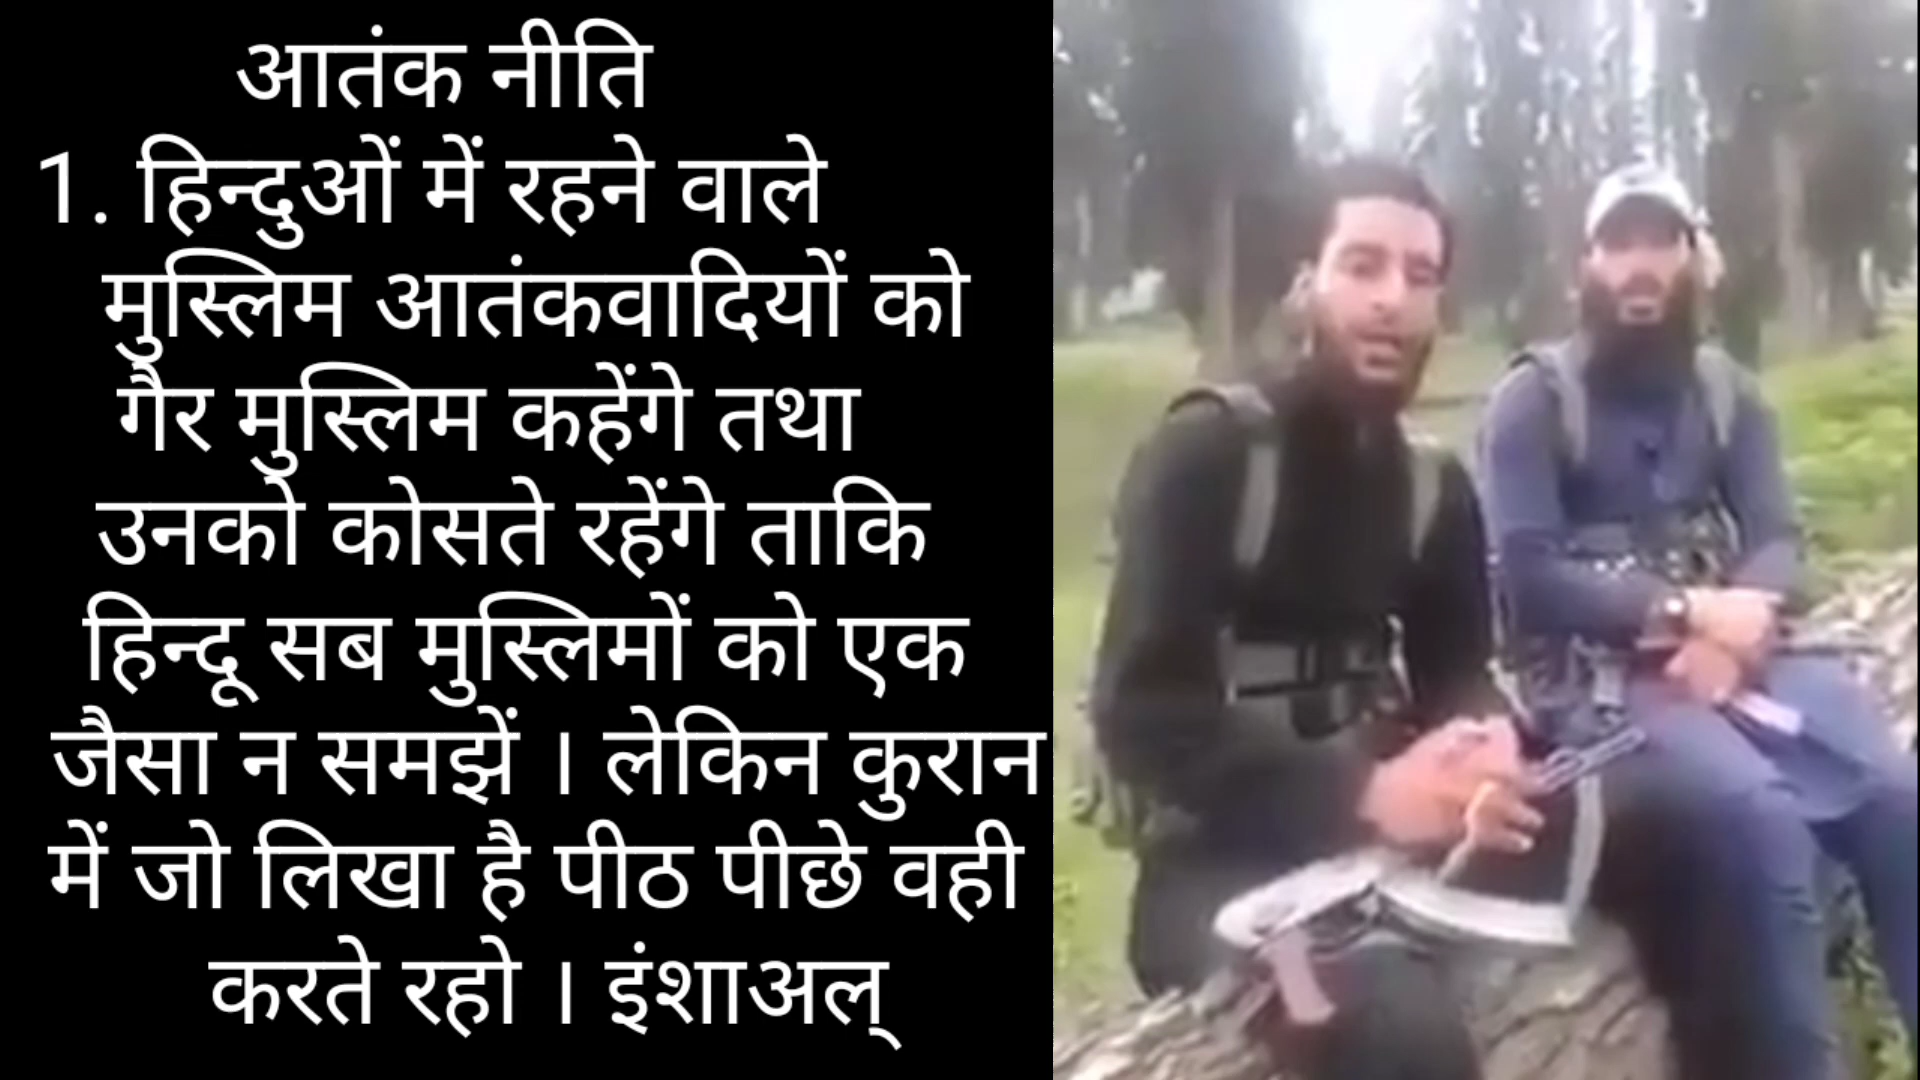 आतंक नीति
1. हिन्दुओं में रहने वाले
मुस्लिम आतंकवादियों को
गैर मुस्लिम कहेंगे तथा
उनको कोसते रहेंगे ताकि
हिन्दू सब मुस्लिमों को एक
जैसा न समझें । लेकिन कुरान
में जो लिखा है पीठ पीछे वही
करते रहो । इंशाअल्